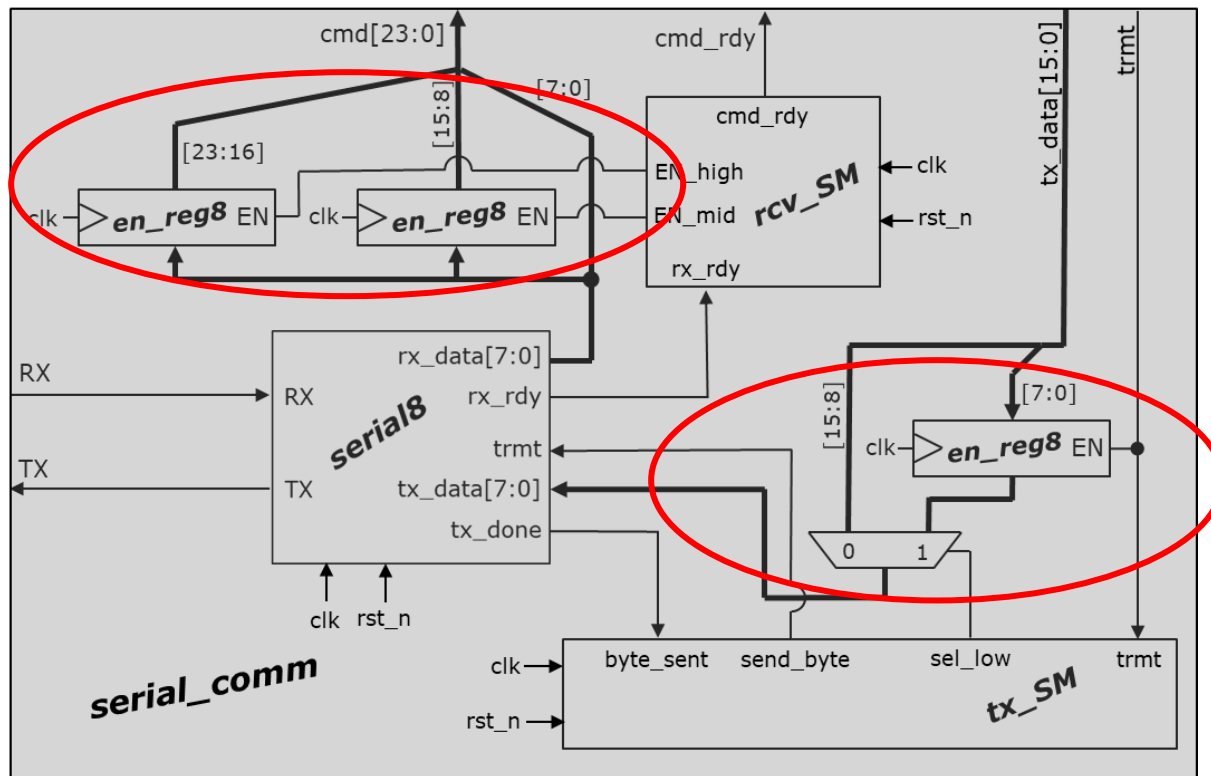 cmd[23:0]
cmd_rdy
tx_data[15:0]
trmt
[23:16]
[15:8]
[7:0]
clk
en_reg8
EN
clk
en_reg8
EN
cmd_rdy
EN_high
EN_mid
rx_rdy
rcv_SM
clk
rst_n
RX
TX
RX
TX
serial8
rx_data[7:0]
rx_rdy
trmt
tx_data[7:0]
tx_done
clk
rst_n
[15:8]
[7:0]
clk
en_reg8
EN
0
1
serial_comm
clk
rst_n
byte_sent
send_byte
sel_low
trmt
tx_SM